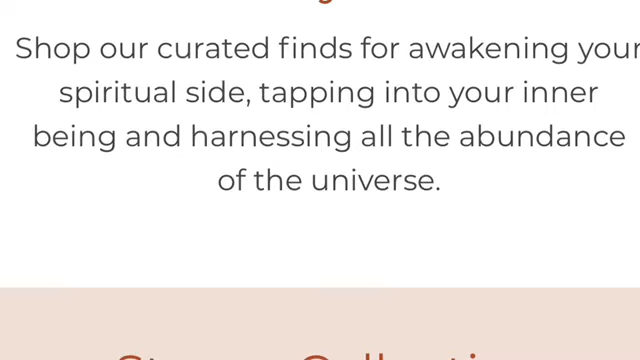 Shop our curated finds for awakening your
spiritual side, tapping into your inner
being and harnessing all the abundance
of the universe.